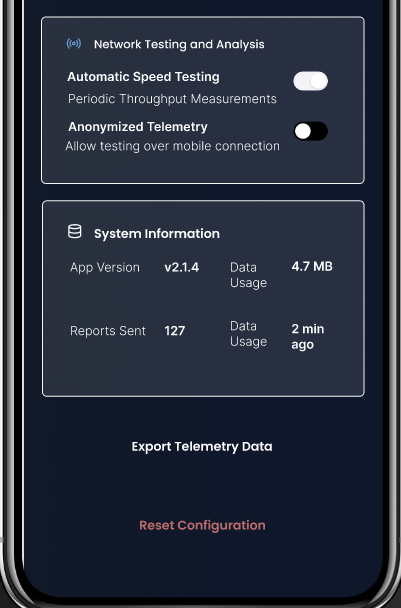 Network Testing and Analysis
Automatic Speed Testing
Periodic Throughput Measurements
Anonymized Telemetry
Allow testing over mobile connection
System Information
App Version v2.1.4 Data Usage 4.7 MB
Reports Sent 127 Data Usage 2 min ago
Export Telemetry Data
Reset Configuration